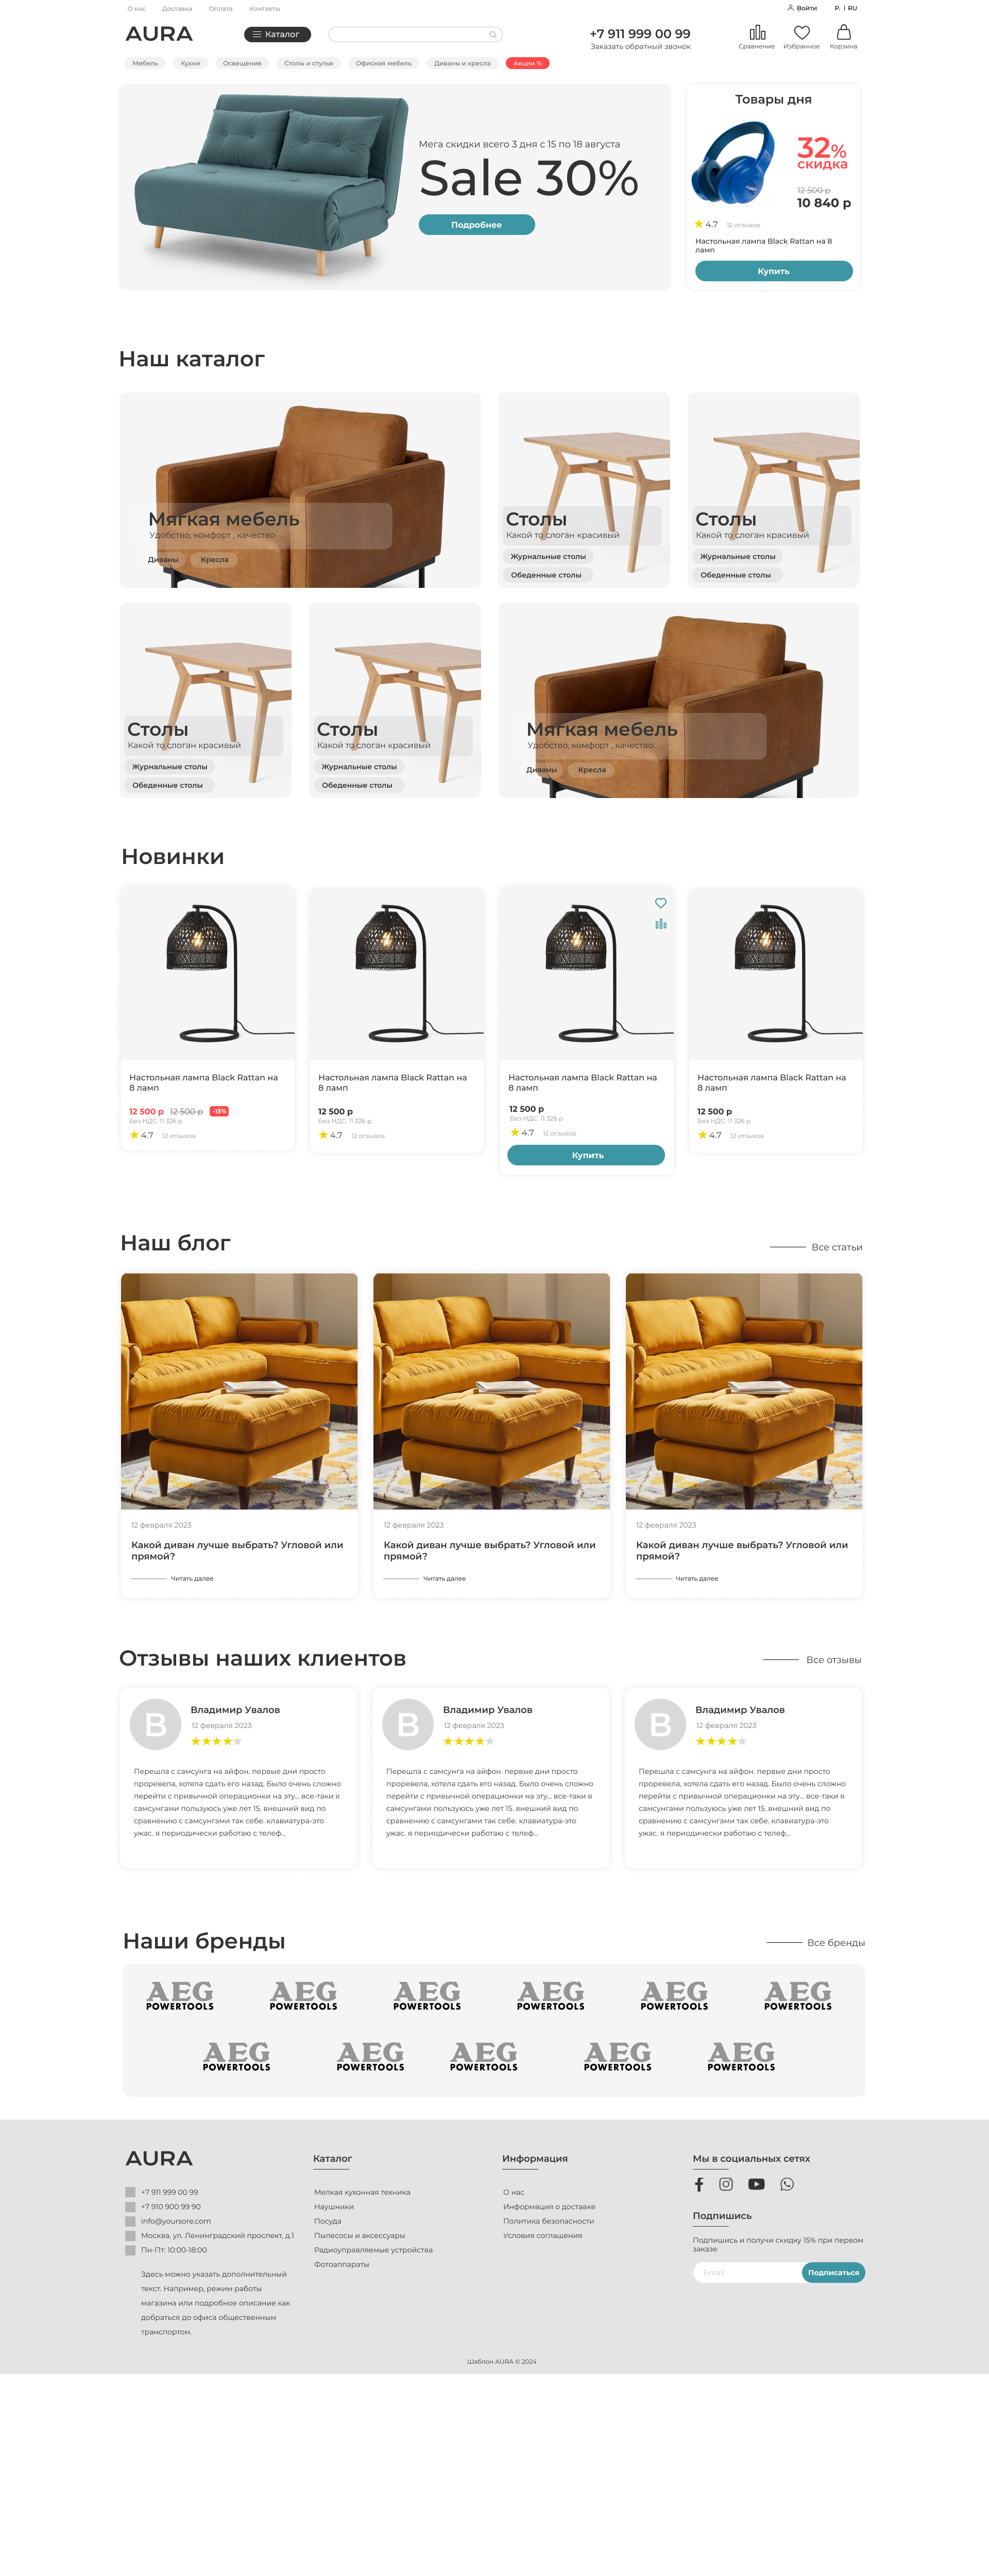 О нас Доставка Оплата Контакты Войти Р. | RU
AURA Каталог +7 911 999 00 99
Заказать обратный звонок Сравнение Избранное Корзина
Мебель Кухни Освещение Столы и стулья Офисная мебель Диваны и кресла Акции %
Мега скидки всего 3 дня с 15 по 18 августа
Sale 30%
Подробнее
Товары дня
32%
скидка
12 500 р
10 840 р
4.7 12 отзывов
Настольная лампа Black Rattan на 8
ламп
Купить
Наш каталог
Мягкая мебель
Удобство, комфорт , качество
Диваны Кресла
Столы
Какой то слоган красивый
Журнальные столы
Обеденные столы
Столы
Какой то слоган красивый
Журнальные столы
Обеденные столы
Столы
Какой то слоган красивый
Журнальные столы
Обеденные столы
Столы
Какой то слоган красивый
Журнальные столы
Обеденные столы
Мягкая мебель
Удобство, комфорт , качество
Диваны Кресла
Новинки
Настольная лампа Black Rattan на
8 ламп
12 500 р 12 500 р -15%
Без НДС: 11 326 р
4.7 12 отзывов
Настольная лампа Black Rattan на
8 ламп
12 500 р
Без НДС: 11 326 р
4.7 12 отзывов
Настольная лампа Black Rattan на
8 ламп
12 500 р
Без НДС: 11 326 р
4.7 12 отзывов
Купить
Настольная лампа Black Rattan на
8 ламп
12 500 р
Без НДС: 11 326 р
4.7 12 отзывов
Наш блог
Все статьи
12 февраля 2023
Какой диван лучше выбрать? Угловой или
прямой?
Читать далее
12 февраля 2023
Какой диван лучше выбрать? Угловой или
прямой?
Читать далее
12 февраля 2023
Какой диван лучше выбрать? Угловой или
прямой?
Читать далее
Отзывы наших клиентов
Все отзывы
В
Владимир Увалов
12 февраля 2023
Перешла с самсунга на айфон. первые дни просто
проревела, хотела сдать его назад. Было очень сложно
перейти с привычной операционки на эту... все-таки я
самсунгами пользуюсь уже лет 15. внешний вид по
сравнению с самсунгами так себе. клавиатура-это
ужас. я периодически работаю с телеф...
В
Владимир Увалов
12 февраля 2023
Перешла с самсунга на айфон. первые дни просто
проревела, хотела сдать его назад. Было очень сложно
перейти с привычной операционки на эту... все-таки я
самсунгами пользуюсь уже лет 15. внешний вид по
сравнению с самсунгами так себе. клавиатура-это
ужас. я периодически работаю с телеф...
В
Владимир Увалов
12 февраля 2023
Перешла с самсунга на айфон. первые дни просто
проревела, хотела сдать его назад. Было очень сложно
перейти с привычной операционки на эту... все-таки я
самсунгами пользуюсь уже лет 15. внешний вид по
сравнению с самсунгами так себе. клавиатура-это
ужас. я периодически работаю с телеф...
Наши бренды
Все бренды
AEG AEG AEG AEG AEG AEG
POWERTOOLS POWERTOOLS POWERTOOLS POWERTOOLS POWERTOOLS POWERTOOLS
AEG AEG AEG AEG AEG
POWERTOOLS POWERTOOLS POWERTOOLS POWERTOOLS POWERTOOLS
AURA
+7 911 999 00 99
+7 910 900 99 90
info@yoursore.com
Москва, ул. Ленинградский проспект, д.1
Пн-Пт: 10:00-18:00
Здесь можно указать дополнительный
текст. Например, режим работы
магазина или подробное описание как
добраться до офиса общественным
транспортом.
Каталог
Мелкая кухонная техника
Наушники
Посуда
Пылесосы и аксессуары
Радиоуправляемые устройства
Фотоаппараты
Информация
О нас
Информация о доставке
Политика безопасности
Условия соглашения
Мы в социальных сетях
Подпишись
Подпишись и получи скидку 15% при первом
заказе
Email Подписаться
Шаблон AURA © 2024